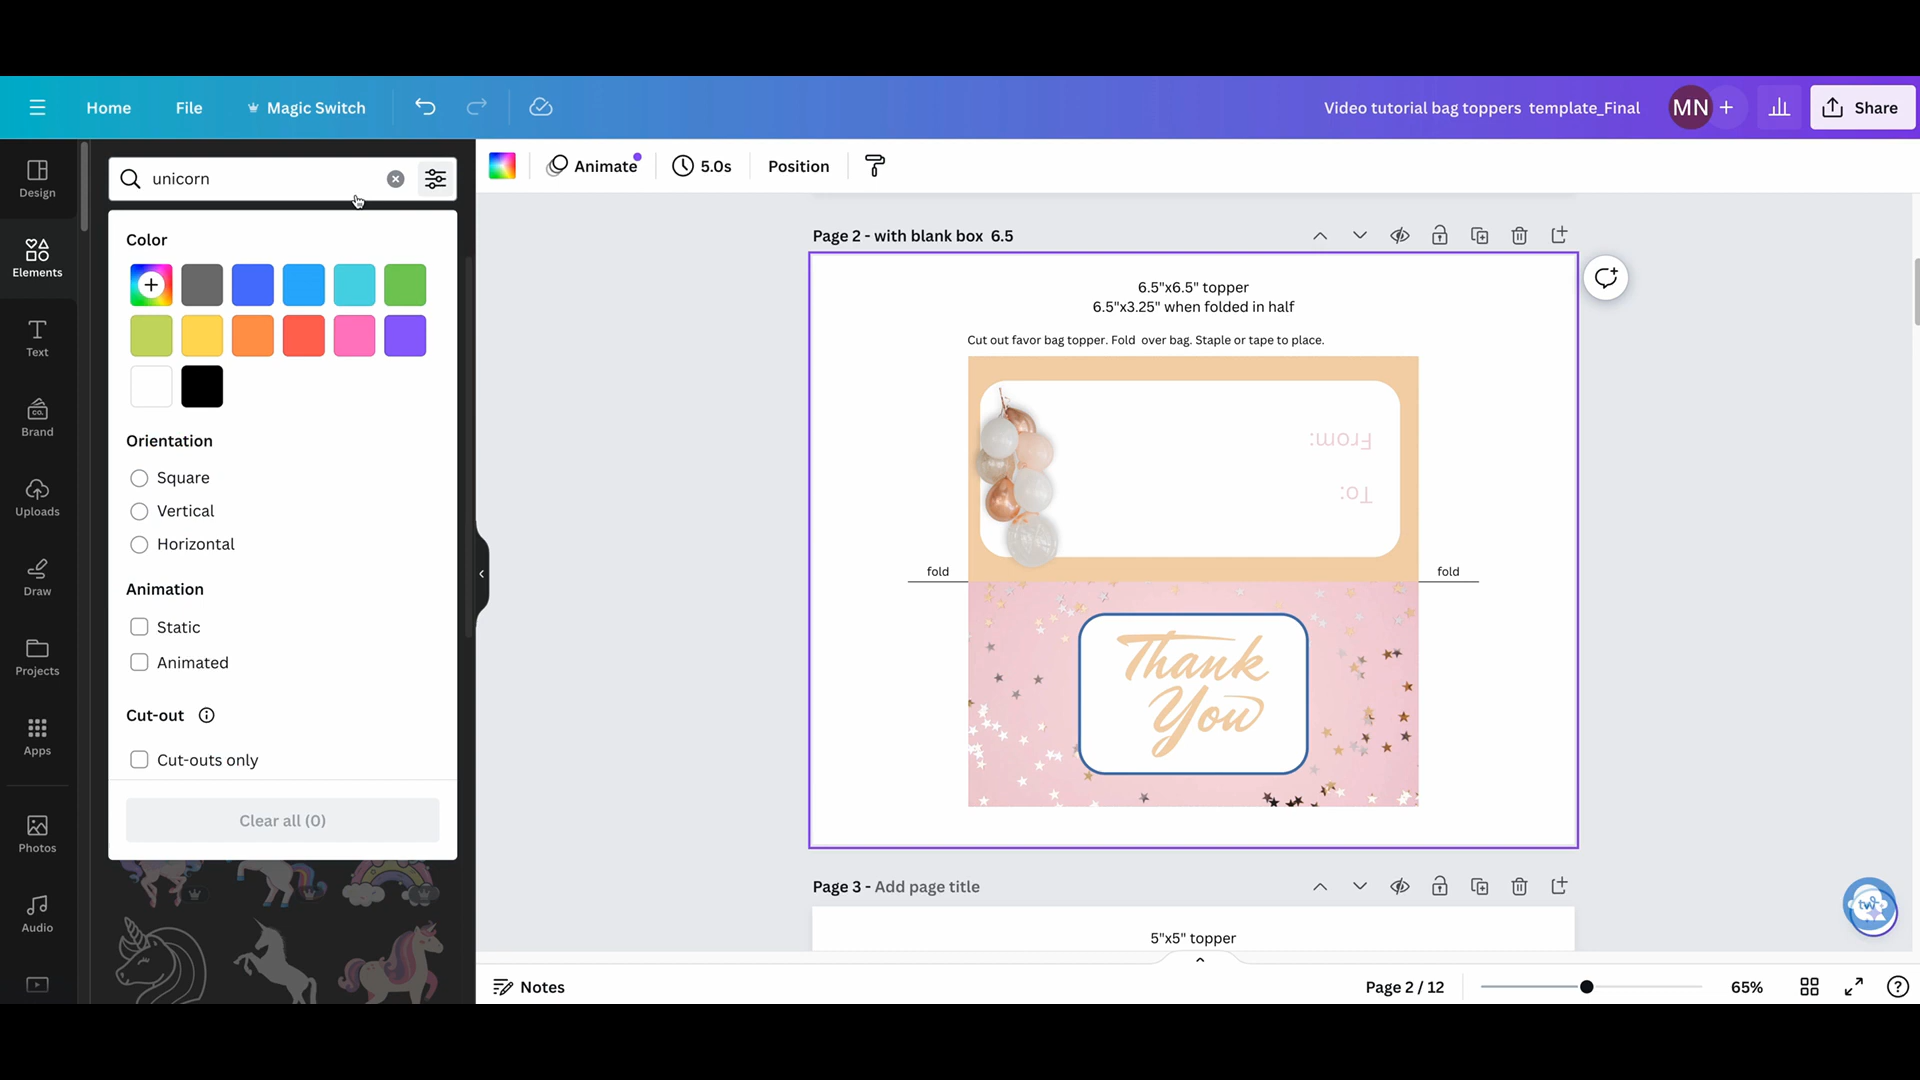 Home
File
Magic Switch
Video tutorial bag toppers template_Final
MN
Share
Design
Elements
Text
Brand
Uploads
Draw
Projects
Apps
Photos
Audio
unicorn
Color
Orientation
Square
Vertical
Horizontal
Animation
Static
Animated
Cut-out
Cut-outs only
Clear all (0)
Animate
5.0s
Position
Page 2 - with blank box 6.5
6.5"x6.5" topper
6.5"x3.25" when folded in half
Cut out favor bag topper. Fold over bag. Staple or tape to place.
From:
To:
fold
fold
Thank
You
Page 3 - Add page title
5"x5" topper
Notes
Page 2 / 12
65%